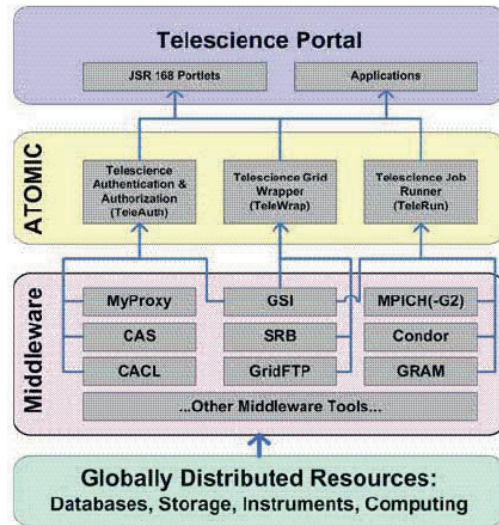 Telescience Portal
JSR 168 Portlets
Applications
ATOMIC
Telescience
Authentication &
Authorization
(TeleAuth)
Telescience Grid
Wrapper
(TeleWrap)
Telescience Job
Runner
(TeleRun)
Middleware
MyProxy
GSI
MPICH(-G2)
CAS
SRB
Condor
CACL
GridFTP
GRAM
...Other Middleware Tools...
Globally Distributed Resources:
Databases, Storage, Instruments, Computing